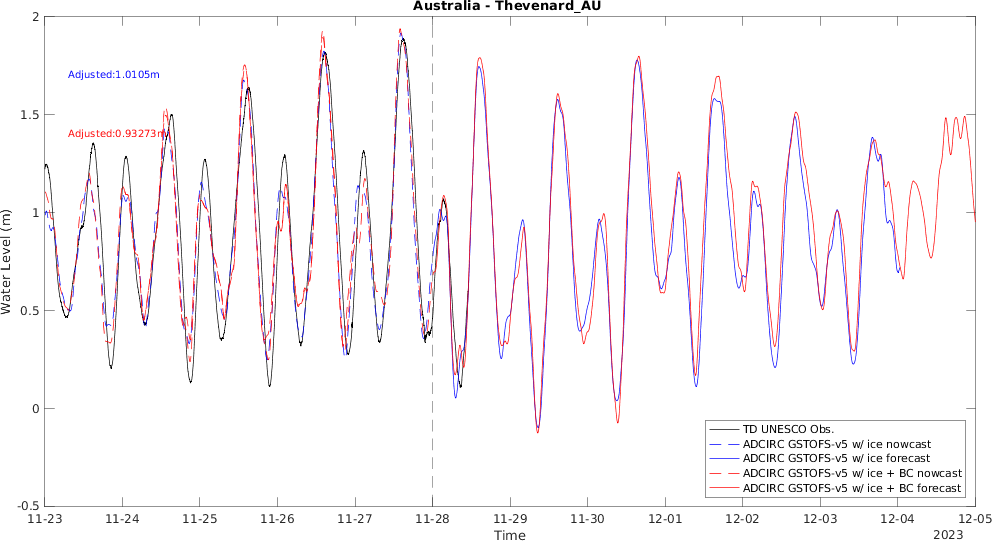 Australia - Thevenard_AU
Adjusted:1.0105m
Adjusted:0.93273m
Water Level (m)
2
1.5
1
0.5
0
-0.5
11-23 11-24 11-25 11-26 11-27 11-28 11-29 11-30 12-01 12-02 12-03 12-04 12-05
Time
2023
TD UNESCO Obs.
ADCIRC GSTOFS-v5 w/ ice nowcast
ADCIRC GSTOFS-v5 w/ ice forecast
ADCIRC GSTOFS-v5 w/ ice + BC nowcast
ADCIRC GSTOFS-v5 w/ ice + BC forecast